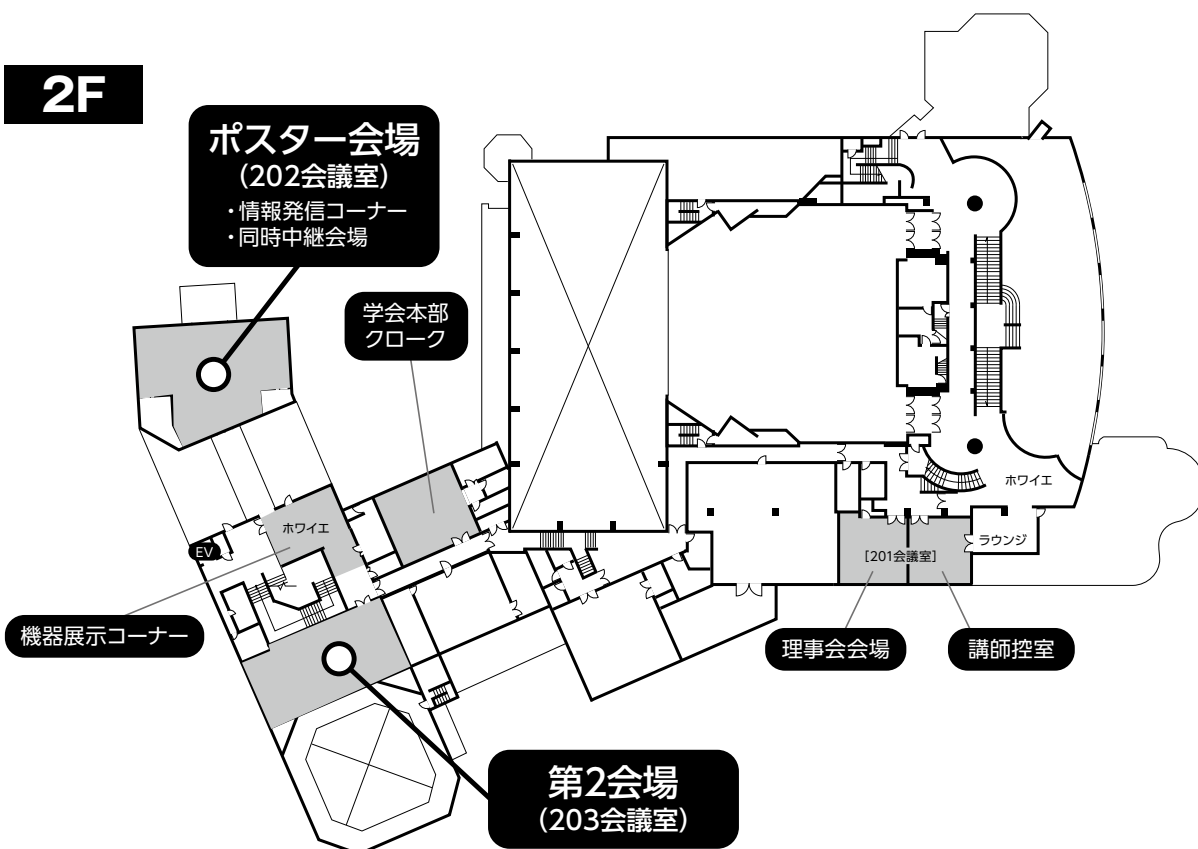 2F
ポスター会場
(202会議室)
・情報発信コーナー
・同時中継会場
学会本部
クローク
ホワイエ
EV
機器展示コーナー
ホワイエ
ラウンジ
[201会議室]
理事会会場
講師控室
第2会場
(203会議室)